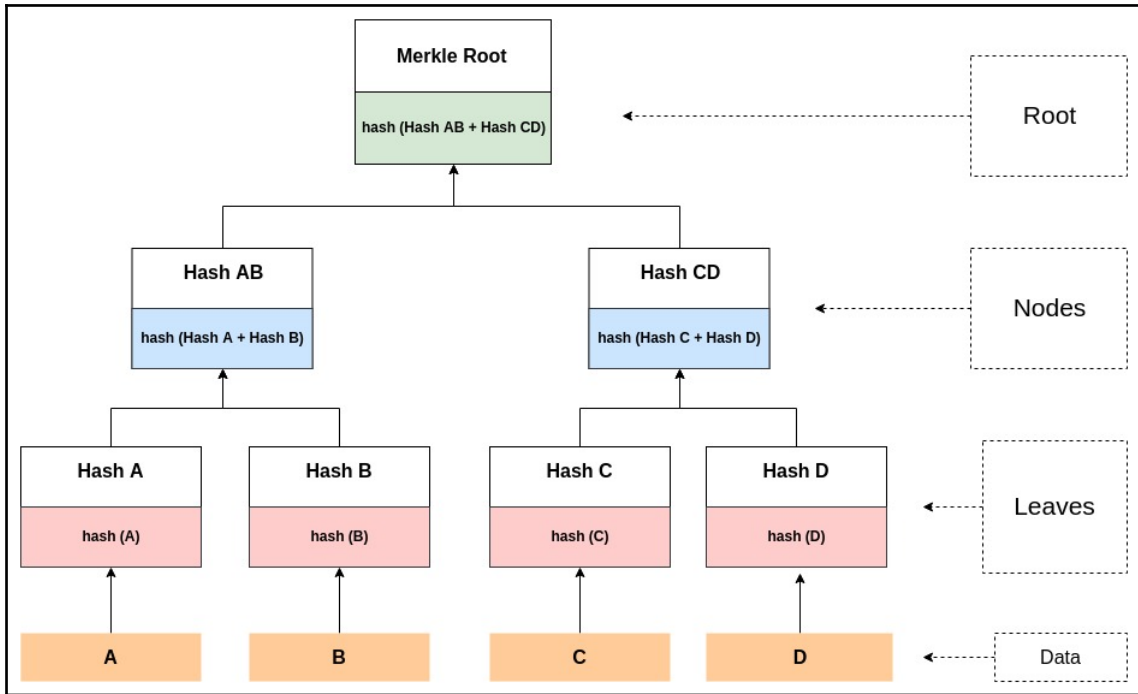 Merkle Root
hash (Hash AB + Hash CD)
Root
Hash AB
hash (Hash A + Hash B)
Hash CD
hash (Hash C + Hash D)
Nodes
Hash A
hash (A)
Hash B
hash (B)
Hash C
hash (C)
Hash D
hash (D)
Leaves
A
B
C
D
Data